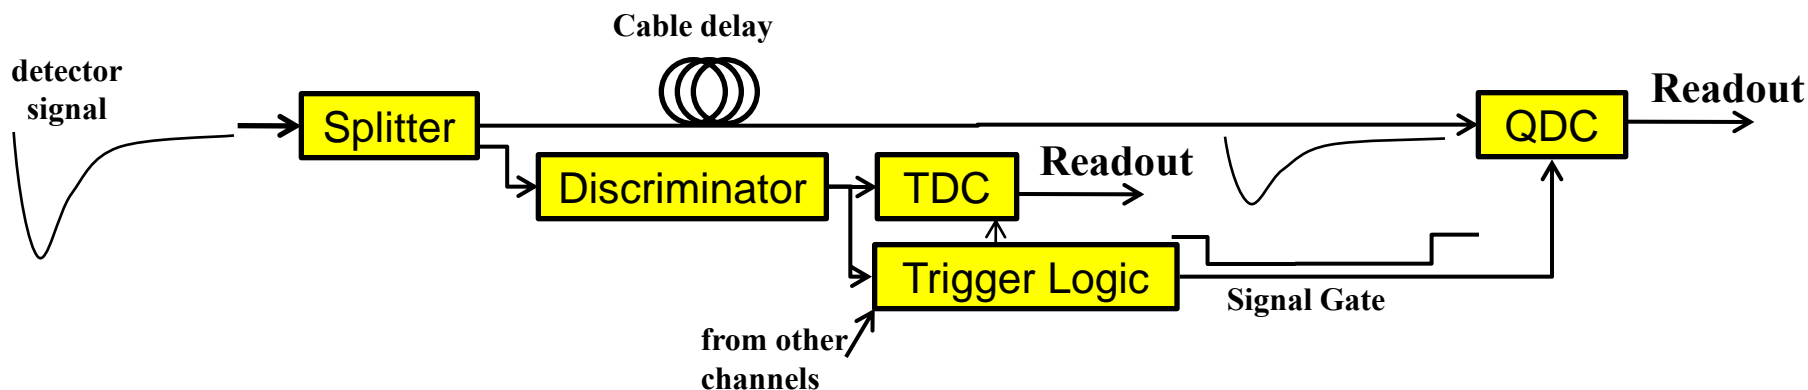 Cable delay
detector
signal
Splitter
QDC
Readout
Discriminator
TDC
Readout
Trigger Logic
Signal Gate
from other
channels